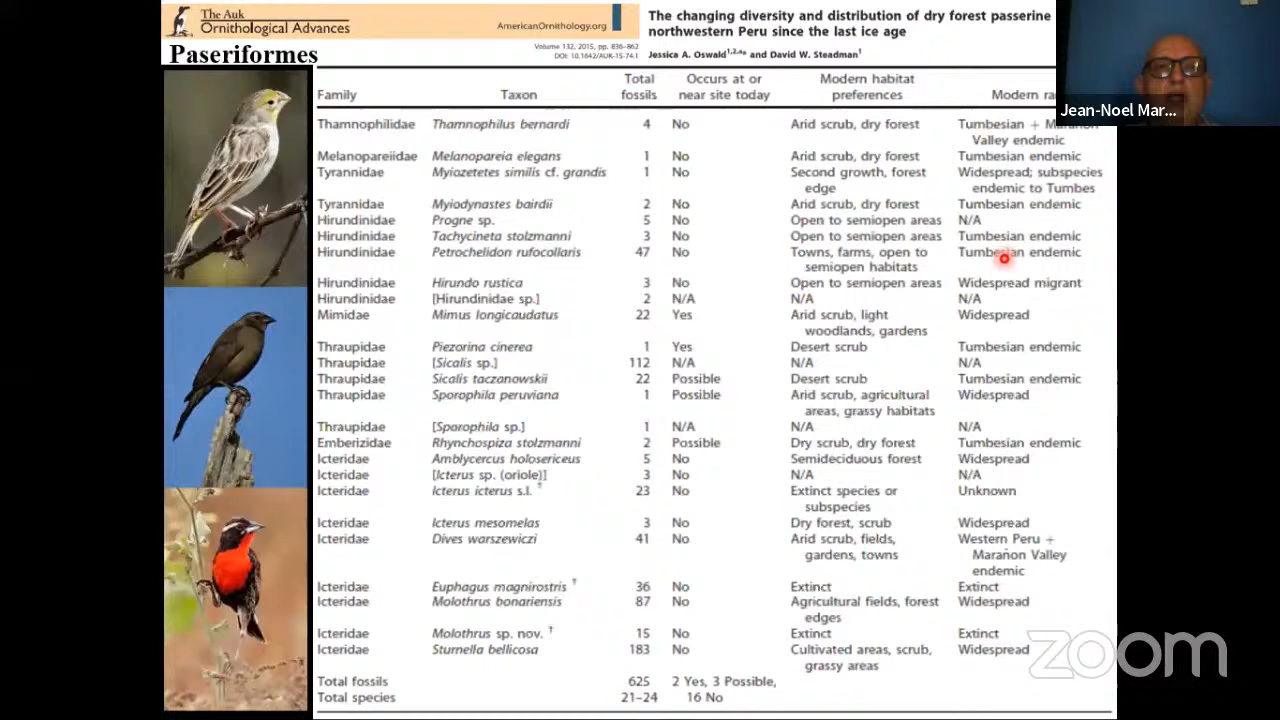 The Auk
Ornithological Advances
AmericanOrnithology.org
Volume 132, 2015, pp. 836–862
DOI: 10.1642/AUK-15-74.1
The changing diversity and distribution of dry forest passerine
northwestern Peru since the last ice age
Jessica A. Oswald1,2,a* and David W. Steadman1
Paseriformes
Jean-Noel Mar...
Family Taxon Total fossils Occurs at or near site today Modern habitat preferences Modern ra
Thamnophilidae Thamnophilus bernardi 4 No Arid scrub, dry forest Tumbesian + Marañon
Valley endemic
Melanopareiidae Melanopareia elegans 1 No Arid scrub, dry forest Tumbesian endemic
Tyrannidae Myiozetetes similis cf. grandis 1 No Second growth, forest Widespread; subspecies
edge endemic to Tumbes
Tyrannidae Myiodynastes bairdii 2 No Arid scrub, dry forest Tumbesian endemic
Hirundinidae Progne sp. 5 No Open to semiopen areas N/A
Hirundinidae Tachycineta stolzmanni 3 No Open to semiopen areas Tumbesian endemic
Hirundinidae Petrochelidon rufocollaris 47 No Towns, farms, open to Tumbesian endemic
semiopen habitats
Hirundinidae Hirundo rustica 3 No Open to semiopen areas Widespread migrant
Hirundinidae [Hirundinidae sp.] 2 N/A N/A N/A
Mimidae Mimus longicaudatus 22 Yes Arid scrub, light Widespread
woodlands, gardens
Thraupidae Piezorina cinerea 1 Yes Desert scrub Tumbesian endemic
Thraupidae [Sicalis sp.] 112 N/A N/A N/A
Thraupidae Sicalis taczanowskii 22 Possible Desert scrub Tumbesian endemic
Thraupidae Sporophila peruviana 1 Possible Arid scrub, agricultural Widespread
areas, grassy habitats
Thraupidae [Sporophila sp.] 1 N/A N/A N/A
Emberizidae Rhynchospiza stolzmanni 2 Possible Dry scrub, dry forest Tumbesian endemic
Icteridae Amblycercus holosericeus 5 No Semideciduous forest Widespread
Icteridae [Icterus sp. (oriole)] 3 No N/A N/A
Icteridae Icterus icterus s.l. † 23 No Extinct species or Unknown
subspecies
Icteridae Icterus mesomelas 3 No Dry forest, scrub Widespread
Icteridae Dives warszewiczi 41 No Arid scrub, fields, Western Peru +
gardens, towns Marañon Valley
endemic
Icteridae Euphagus magnirostris † 36 No Extinct Extinct
Icteridae Molothrus bonariensis 87 No Agricultural fields, forest Widespread
edges
Icteridae Molothrus sp. nov. † 15 No Extinct Extinct
Icteridae Sturnella bellicosa 183 No Cultivated areas, scrub, Widespread
grassy areas
Total fossils 625 2 Yes, 3 Possible,
Total species 21–24 16 No
zoom